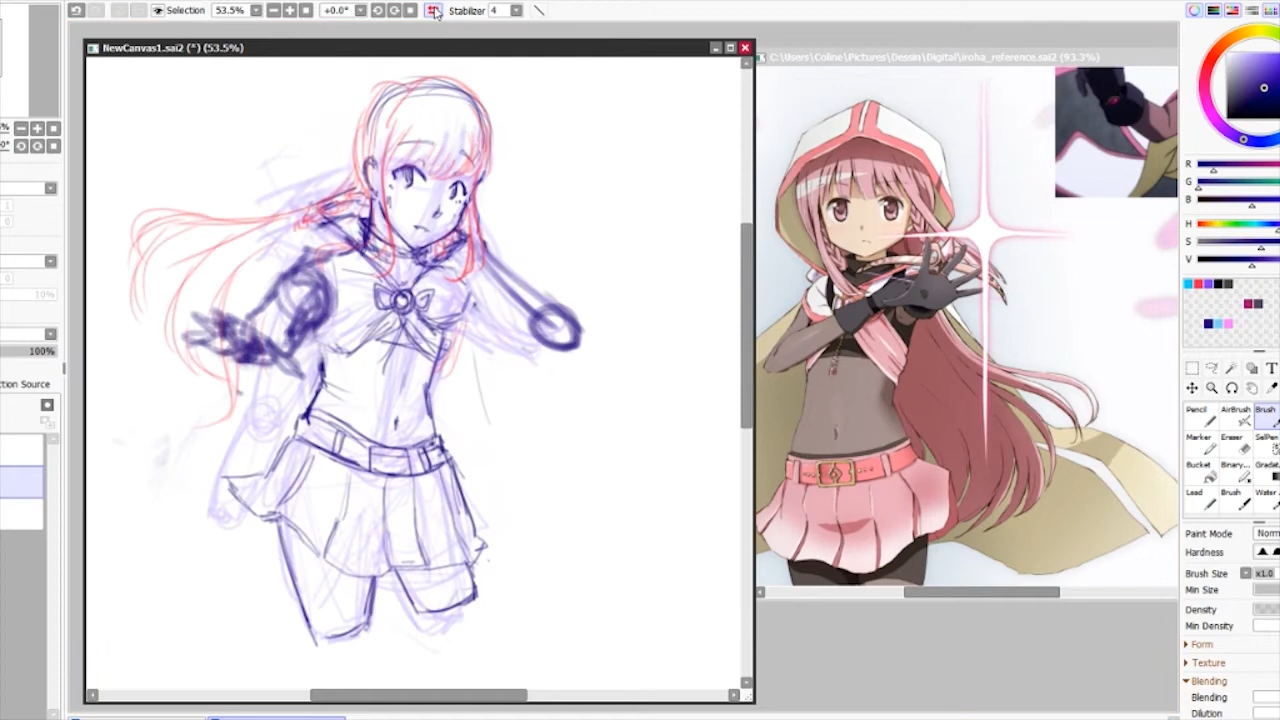 Selection 53.5% +0.0° Stabilizer 4
NewCanvas1.sai2 (*) (53.5%)
C:\Users\Coline\Pictures\Dessin\Digital\iroha_reference.sai2 (93.3%)
R
G
B
H
S
V
10%
100%
ction Source
T
Pencil AirBrush Brush
Marker Eraser SelPen
Bucket Binary... Gradat
Lead Brush Water
Paint Mode Norm
Hardness
Brush Size x1.0
Min Size
Density
Min Density
Form
Texture
Blending
Blending
Dilution